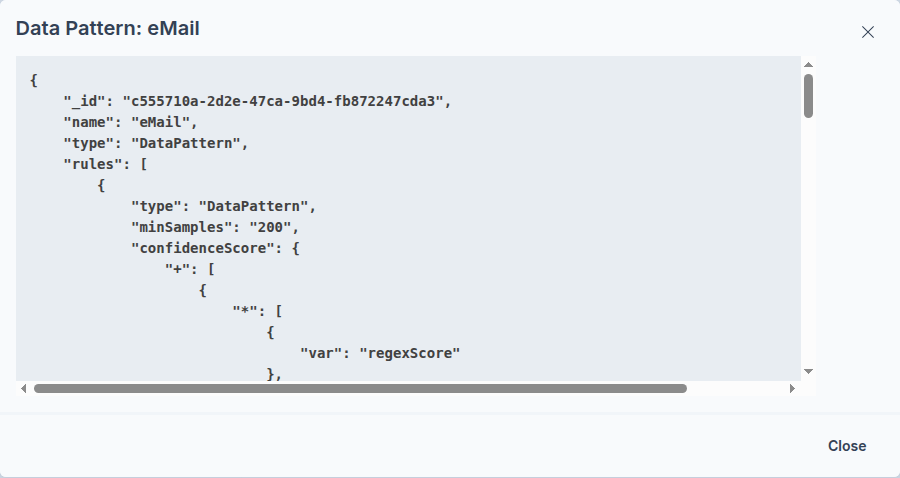 Data Pattern: eMail
{
    "_id": "c555710a-2d2e-47ca-9bd4-fb872247cda3",
    "name": "eMail",
    "type": "DataPattern",
    "rules": [
        {
            "type": "DataPattern",
            "minSamples": "200",
            "confidenceScore": {
                "+": [
                    {
                        "*": [
                            {
                                "var": "regexScore"
                            },
Close